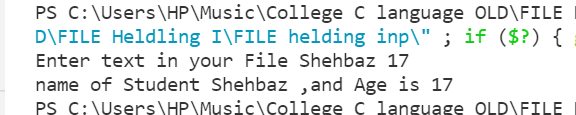 PS C:\Users\HP\Music\College C language OLD\FILE
D\FILE Heldling I\FILE helding inp\" ; if ($?) {
Enter text in your File Shehbaz 17
name of Student Shehbaz ,and Age is 17
PS C:\Users\HP\Music\College C language OLD\FILE